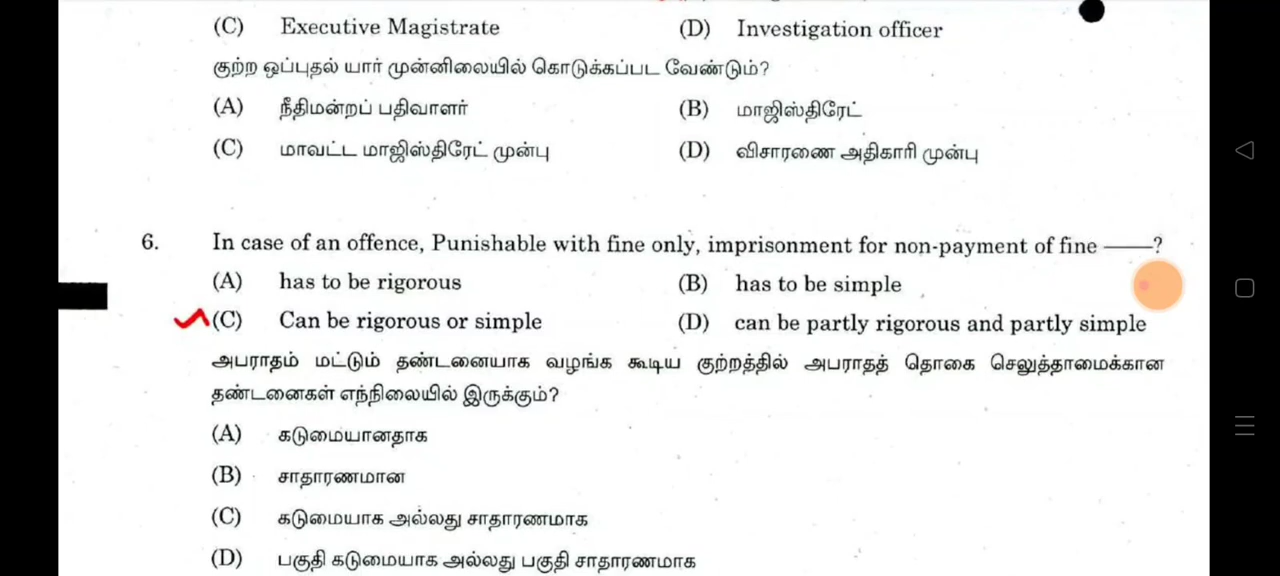 (C) Executive Magistrate (D) Investigation officer
குற்ற ஒப்புதல் யார் முன்னிலையில் கொடுக்கப்பட வேண்டும்?
(A) நீதிமன்றப் பதிவாளர் (B) மாஜிஸ்திரேட்
(C) மாவட்ட மாஜிஸ்திரேட் முன்பு (D) விசாரணை அதிகாரி முன்பு
6. In case of an offence, Punishable with fine only, imprisonment for non-payment of fine ——?
(A) has to be rigorous (B) has to be simple
(C) Can be rigorous or simple (D) can be partly rigorous and partly simple
அபராதம் மட்டும் தண்டனையாக வழங்க கூடிய குற்றத்தில் அபராதத் தொகை செலுத்தாமைக்கான
தண்டனைகள் எந்நிலையில் இருக்கும்?
(A) கடுமையானதாக
(B) சாதாரணமான
(C) கடுமையாக அல்லது சாதாரணமாக
(D) பகுதி கடுமையாக அல்லது பகுதி சாதாரணமாக